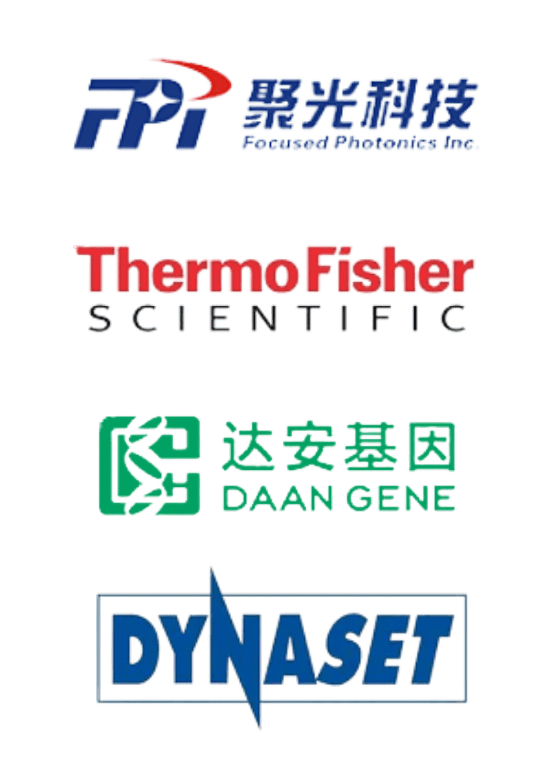 FPI 聚光科技
Focused Photonics Inc.
ThermoFisher
SCIENTIFIC
达安基因
DAAN GENE
DYNASET